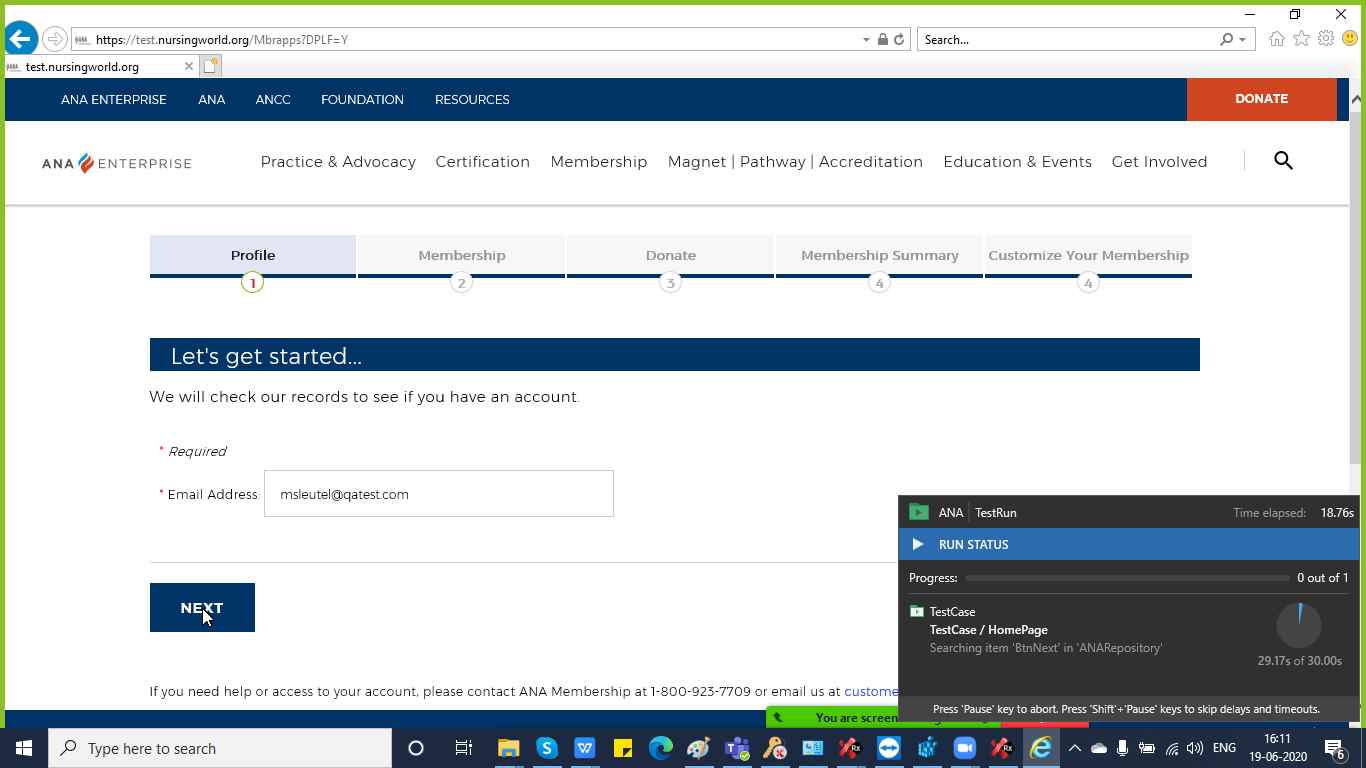 https://test.nursingworld.org/Mbrapps?DPLF=Y
Search...
test.nursingworld.org
ANA ENTERPRISE
ANA
ANCC
FOUNDATION
RESOURCES
DONATE
ANA ENTERPRISE
Practice & Advocacy
Certification
Membership
Magnet | Pathway | Accreditation
Education & Events
Get Involved
Profile
Membership
Donate
Membership Summary
Customize Your Membership
1
2
3
4
4
Let's get started...
We will check our records to see if you have an account.
* Required
* Email Address: msleutel@qatest.com
NEXT
If you need help or access to your account, please contact ANA Membership at 1-800-923-7709 or email us at custome
ANA TestRun
Time elapsed: 18.76s
RUN STATUS
Progress: 0 out of 1
TestCase
TestCase / HomePage
Searching item 'BtnNext' in 'ANARepository'
29.17s of 30.00s
Press 'Pause' key to abort. Press 'Shift'+'Pause' keys to skip delays and timeouts.
You are screen
Type here to search
ENG
16:11
19-06-2020
6